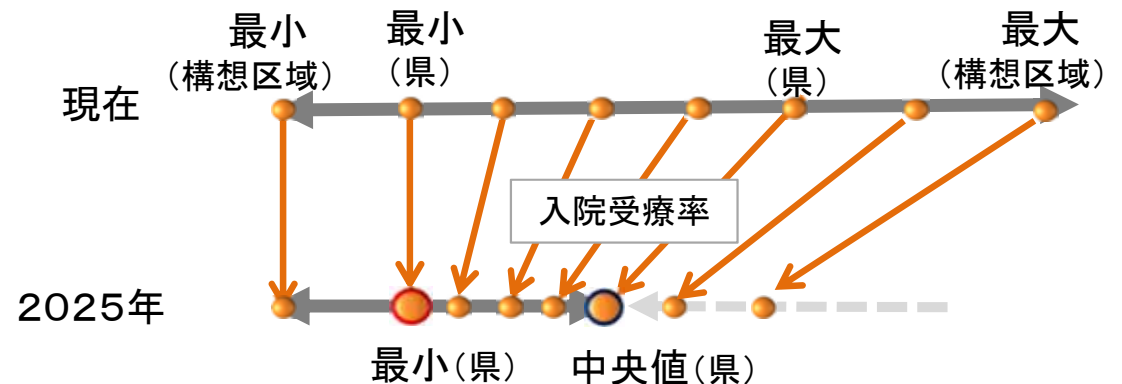 最小
（構想区域）
最小
（県）
最大
（県）
最大
（構想区域）
現在
入院受療率
2025年
最小（県）
中央値（県）